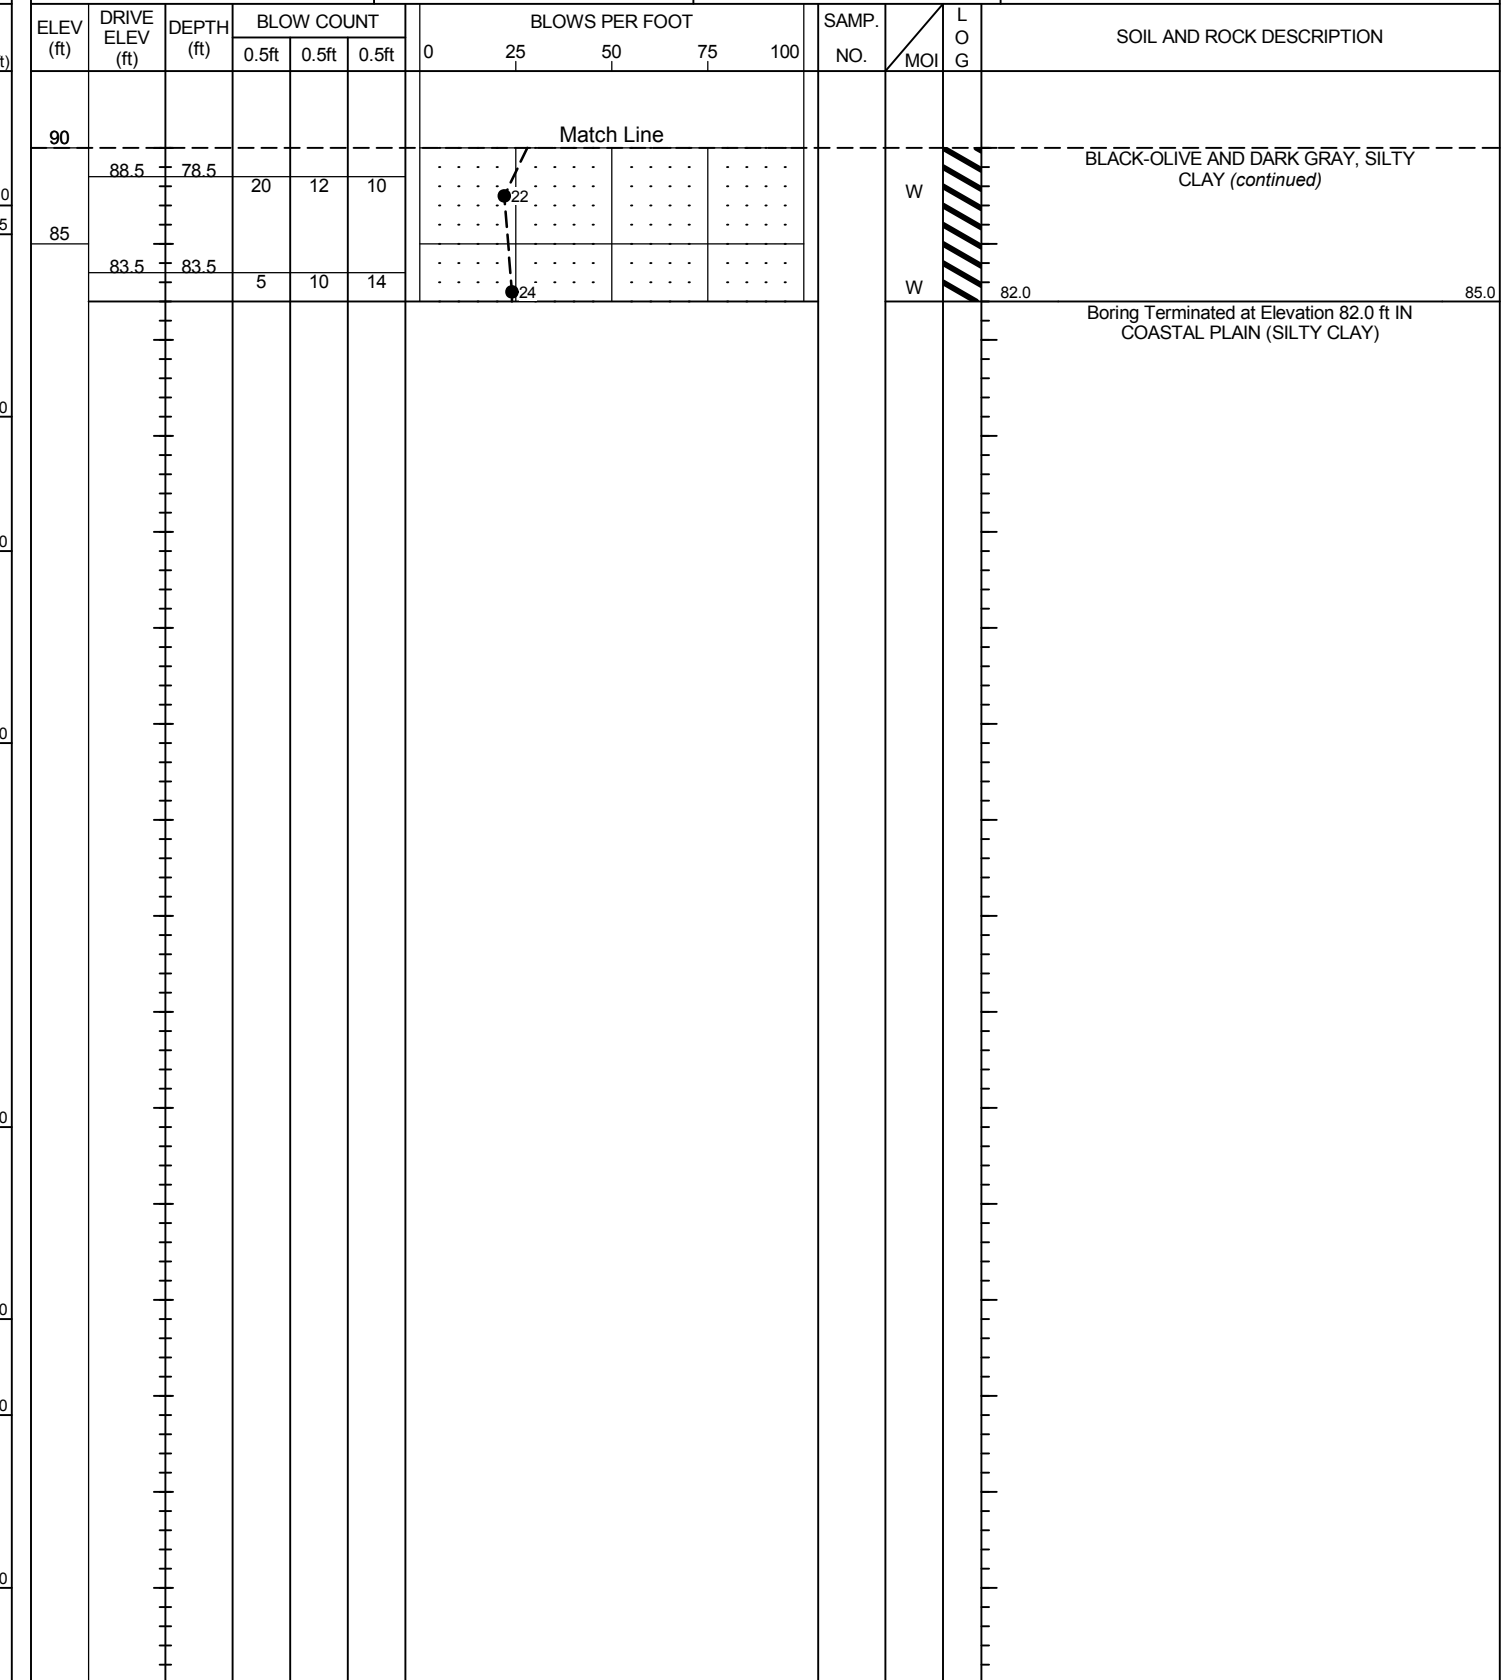 ELEV (ft)
DRIVE ELEV (ft)
DEPTH (ft)
BLOW COUNT
0.5ft 0.5ft 0.5ft
BLOWS PER FOOT
0 25 50 75 100
SAMP. NO.
MOI
L O G
SOIL AND ROCK DESCRIPTION
90
Match Line
88.5 78.5
20 12 10
22
W
BLACK-OLIVE AND DARK GRAY, SILTY
CLAY (continued)
85
83.5 83.5
5 10 14
24
W
82.0 85.0
Boring Terminated at Elevation 82.0 ft IN
COASTAL PLAIN (SILTY CLAY)